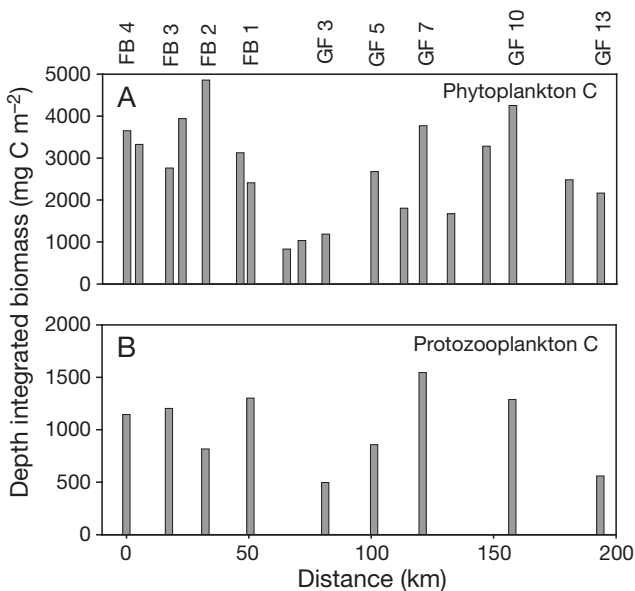 FB 4
FB 3
FB 2
FB 1
GF 3
GF 5
GF 7
GF 10
GF 13
Depth integrated biomass (mg C m⁻²)
A
Phytoplankton C
5000
4000
3000
2000
1000
0
B
Protozooplankton C
2000
1500
1000
500
0
0 50 100 150 200
Distance (km)